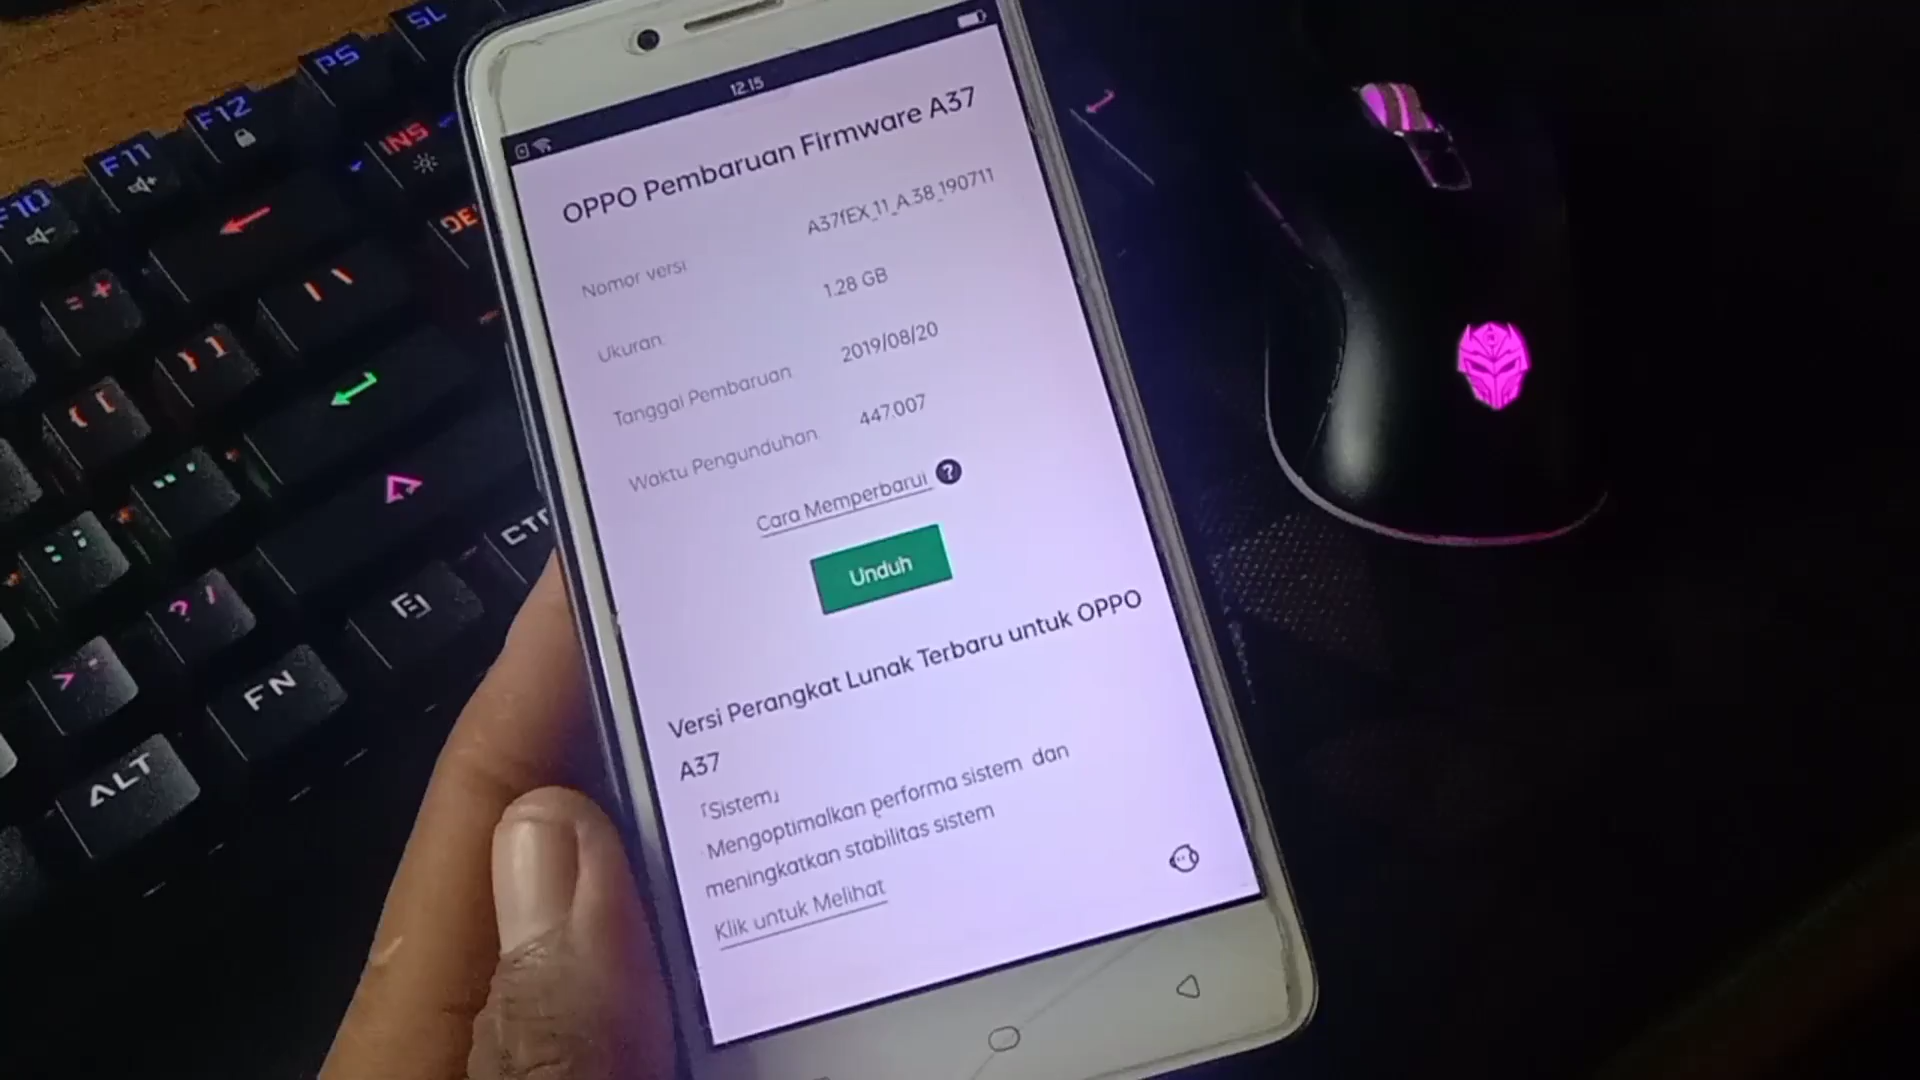 12.15
OPPO Pembaruan Firmware A37
Nomor versi A37fEX_11_A.38_190711
Ukuran 1.28 GB
Tanggal Pembaruan 2019/08/20
Waktu Pengunduhan 447.007
Cara Memperbarui ?
Unduh
Versi Perangkat Lunak Terbaru untuk OPPO
A37
「Sistem」
· Mengoptimalkan performa sistem dan
meningkatkan stabilitas sistem
Klik untuk Melihat
SL
PS
F12
F11
F10
INS
DE
= +
| \
} ]
{ [
" '
: ;
? /
> .
CTR
FN
ALT